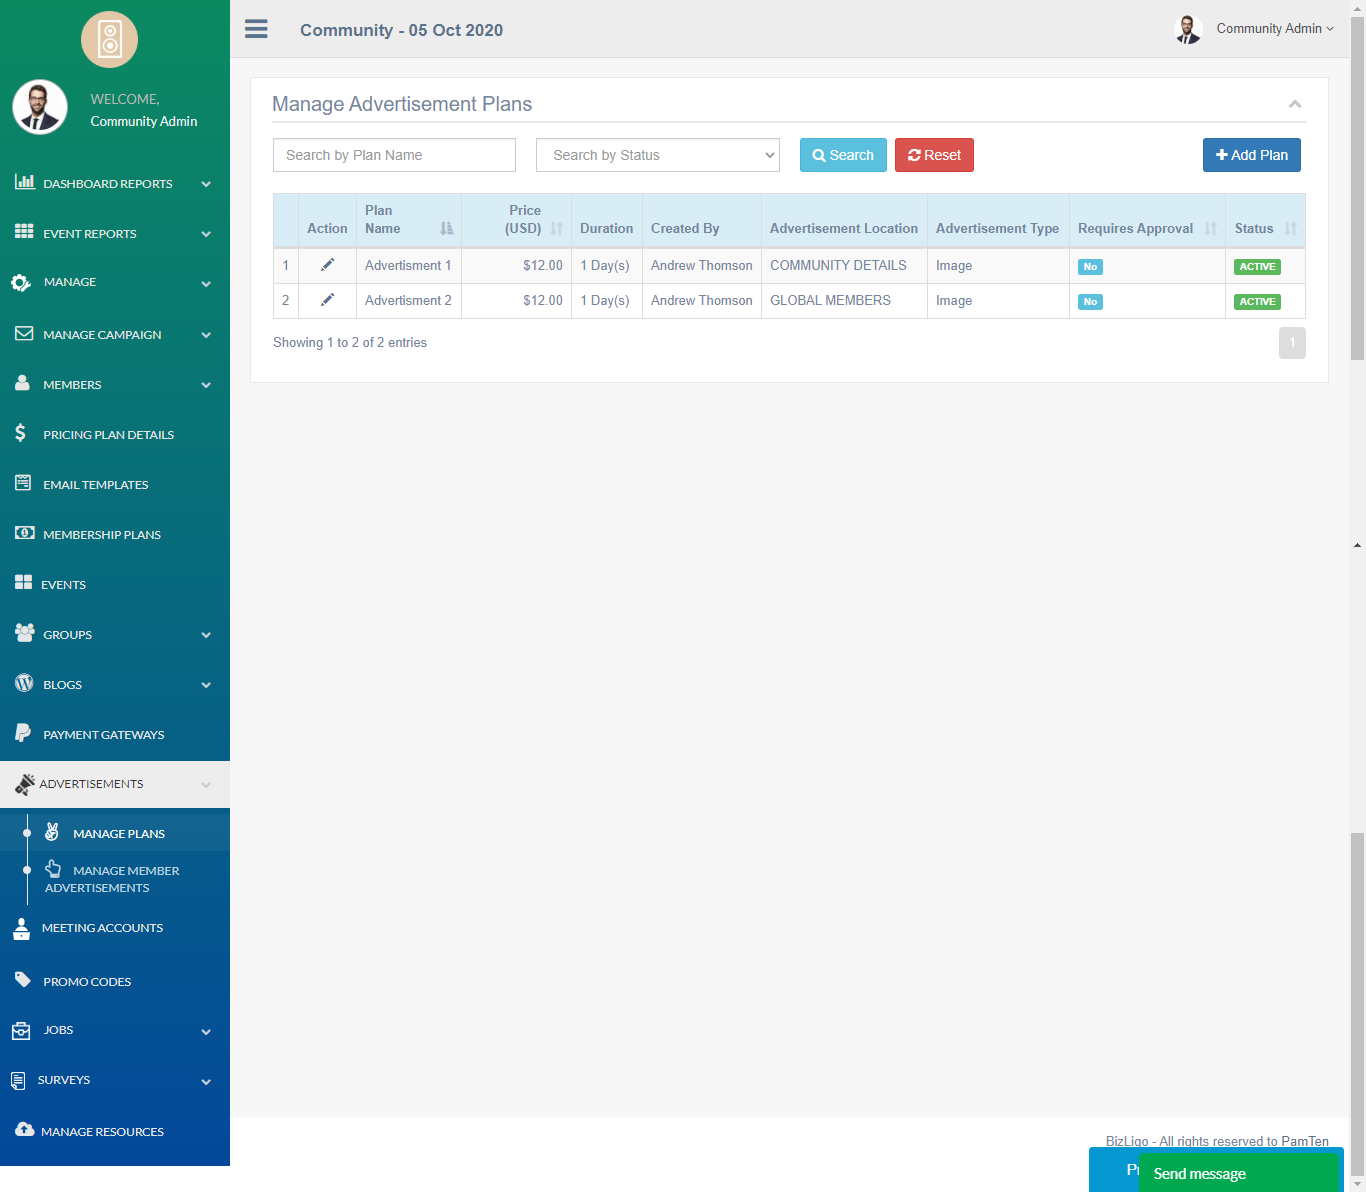 Community - 05 Oct 2020
Community Admin
WELCOME,
Community Admin
DASHBOARD REPORTS
EVENT REPORTS
MANAGE
MANAGE CAMPAIGN
MEMBERS
PRICING PLAN DETAILS
EMAIL TEMPLATES
MEMBERSHIP PLANS
EVENTS
GROUPS
BLOGS
PAYMENT GATEWAYS
ADVERTISEMENTS
MANAGE PLANS
MANAGE MEMBER
ADVERTISEMENTS
MEETING ACCOUNTS
PROMO CODES
JOBS
SURVEYS
MANAGE RESOURCES
Manage Advertisement Plans
Search by Plan Name
Search by Status
Search
Reset
Add Plan
Plan Name Price (USD) Action Duration Created By Advertisement Location Advertisement Type Requires Approval Status
1 Advertisment 1 $12.00 1 Day(s) Andrew Thomson COMMUNITY DETAILS Image No ACTIVE
2 Advertisment 2 $12.00 1 Day(s) Andrew Thomson GLOBAL MEMBERS Image No ACTIVE
Showing 1 to 2 of 2 entries
1
BizLigo - All rights reserved to PamTen
Send message